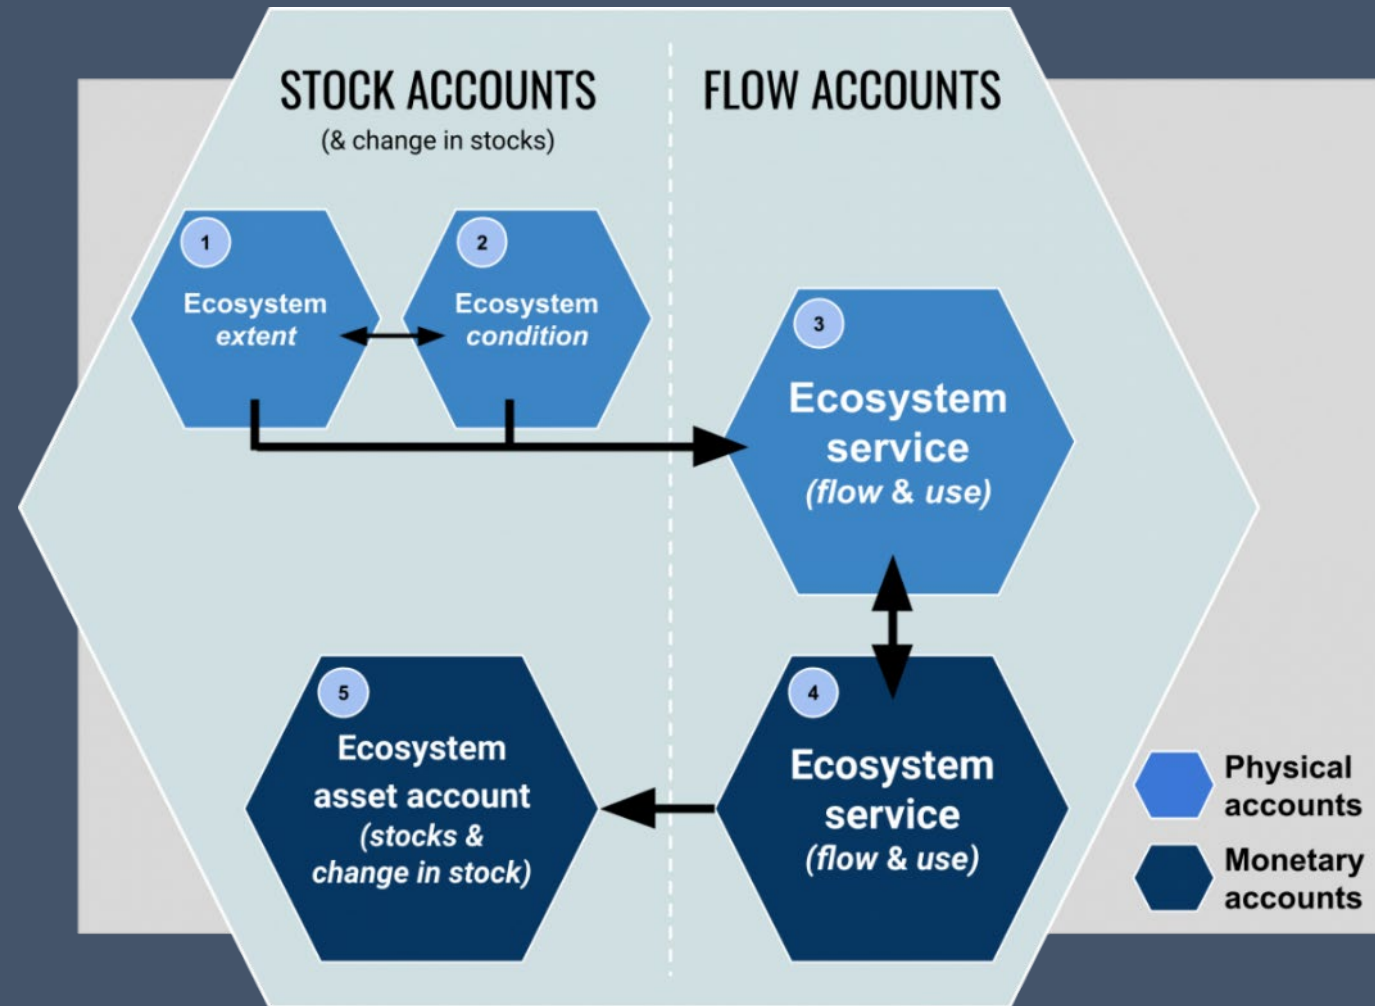 STOCK ACCOUNTS
(& change in stocks)
FLOW ACCOUNTS
1
Ecosystem
extent
2
Ecosystem
condition
3
Ecosystem
service
(flow & use)
5
Ecosystem
asset account
(stocks &
change in stock)
4
Ecosystem
service
(flow & use)
Physical
accounts
Monetary
accounts